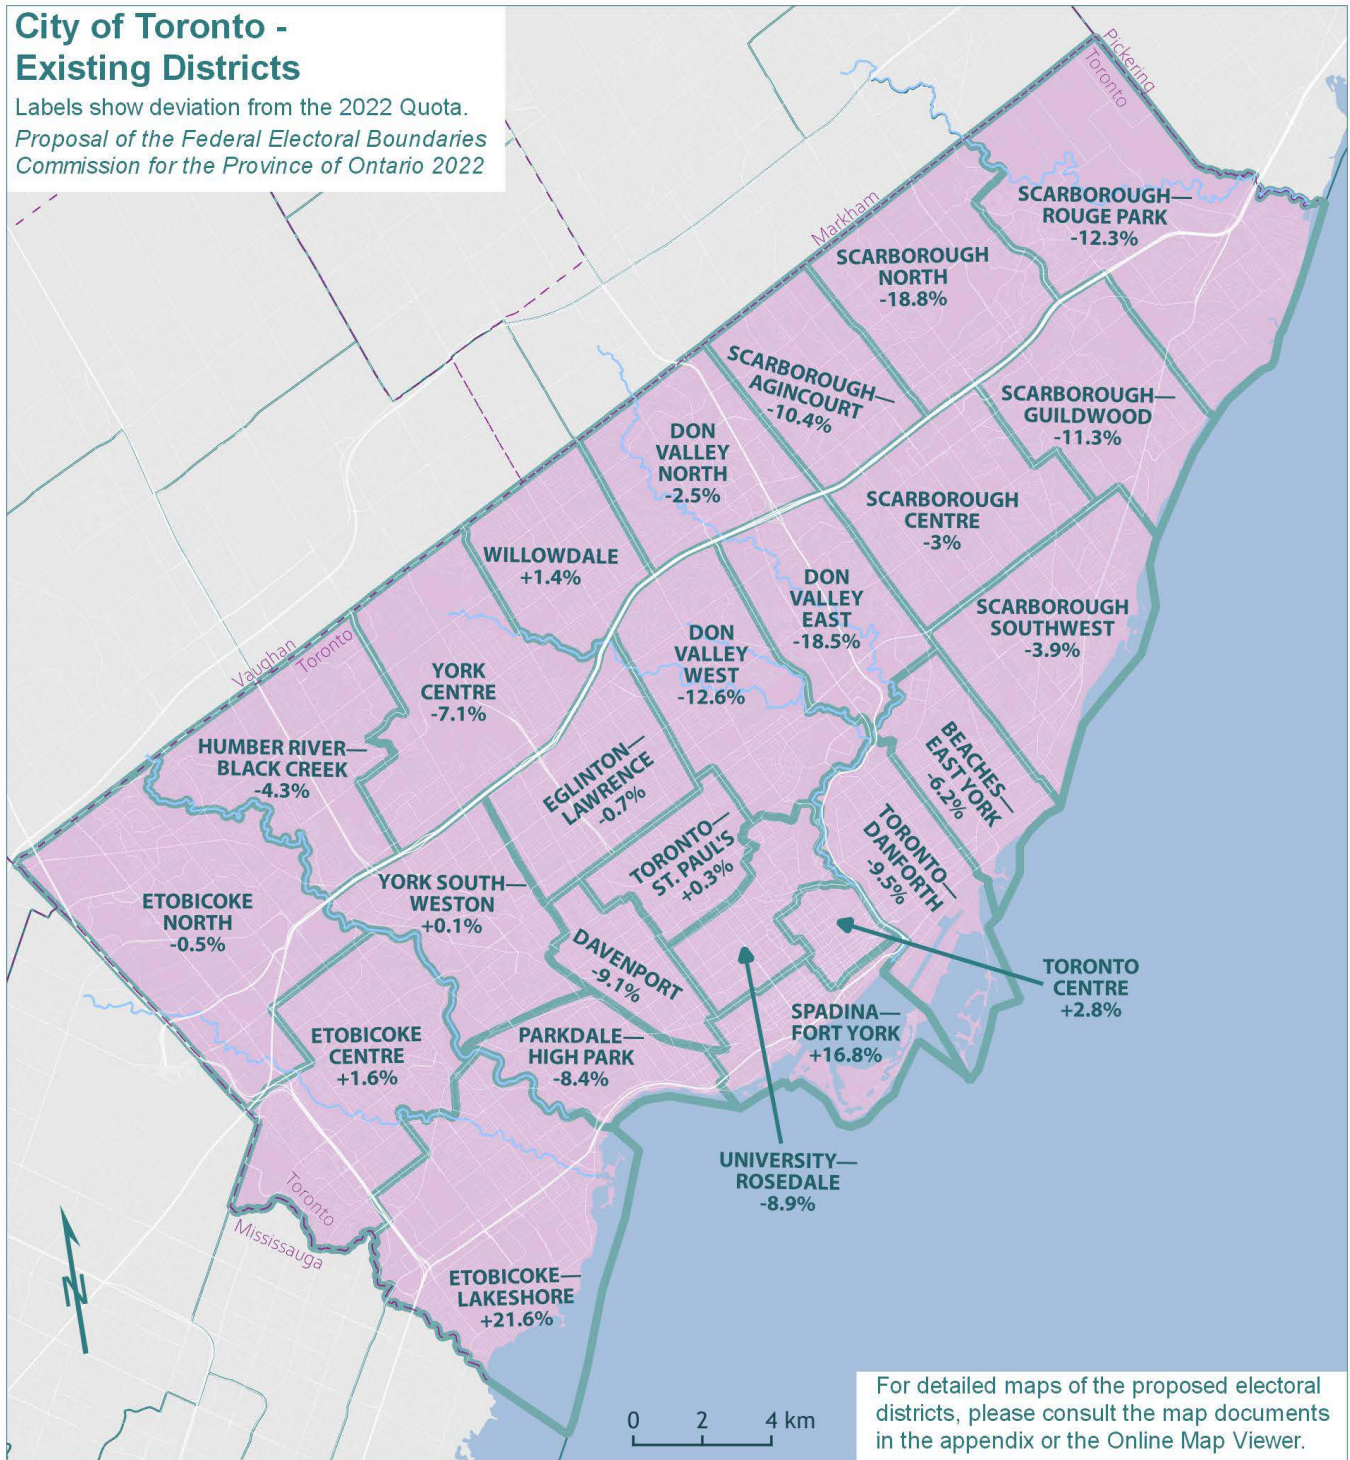 City of Toronto -
Existing Districts
Labels show deviation from the 2022 Quota.
Proposal of the Federal Electoral Boundaries
Commission for the Province of Ontario 2022
Pickering
Toronto
Markham
SCARBOROUGH—
ROUGE PARK
-12.3%
SCARBOROUGH
NORTH
-18.8%
SCARBOROUGH—
AGINCOURT
-10.4%
SCARBOROUGH—
GUILDWOOD
-11.3%
DON
VALLEY
NORTH
-2.5%
SCARBOROUGH
CENTRE
-3%
WILLOWDALE
+1.4%
DON
VALLEY
EAST
-18.5%
SCARBOROUGH
SOUTHWEST
-3.9%
DON
VALLEY
WEST
-12.6%
Vaughan
Toronto
YORK
CENTRE
-7.1%
HUMBER RIVER—
BLACK CREEK
-4.3%
EGLINTON—
LAWRENCE
-0.7%
BEACHES—
EAST YORK
-6.2%
TORONTO—
DANFORTH
-9.5%
TORONTO—
ST. PAUL'S
+0.3%
YORK SOUTH—
WESTON
+0.1%
ETOBICOKE
NORTH
-0.5%
DAVENPORT
-9.1%
TORONTO
CENTRE
+2.8%
SPADINA—
FORT YORK
+16.8%
ETOBICOKE
CENTRE
+1.6%
PARKDALE—
HIGH PARK
-8.4%
UNIVERSITY—
ROSEDALE
-8.9%
Toronto
Mississauga
ETOBICOKE—
LAKESHORE
+21.6%
N
0 2 4 km
For detailed maps of the proposed electoral
districts, please consult the map documents
in the appendix or the Online Map Viewer.